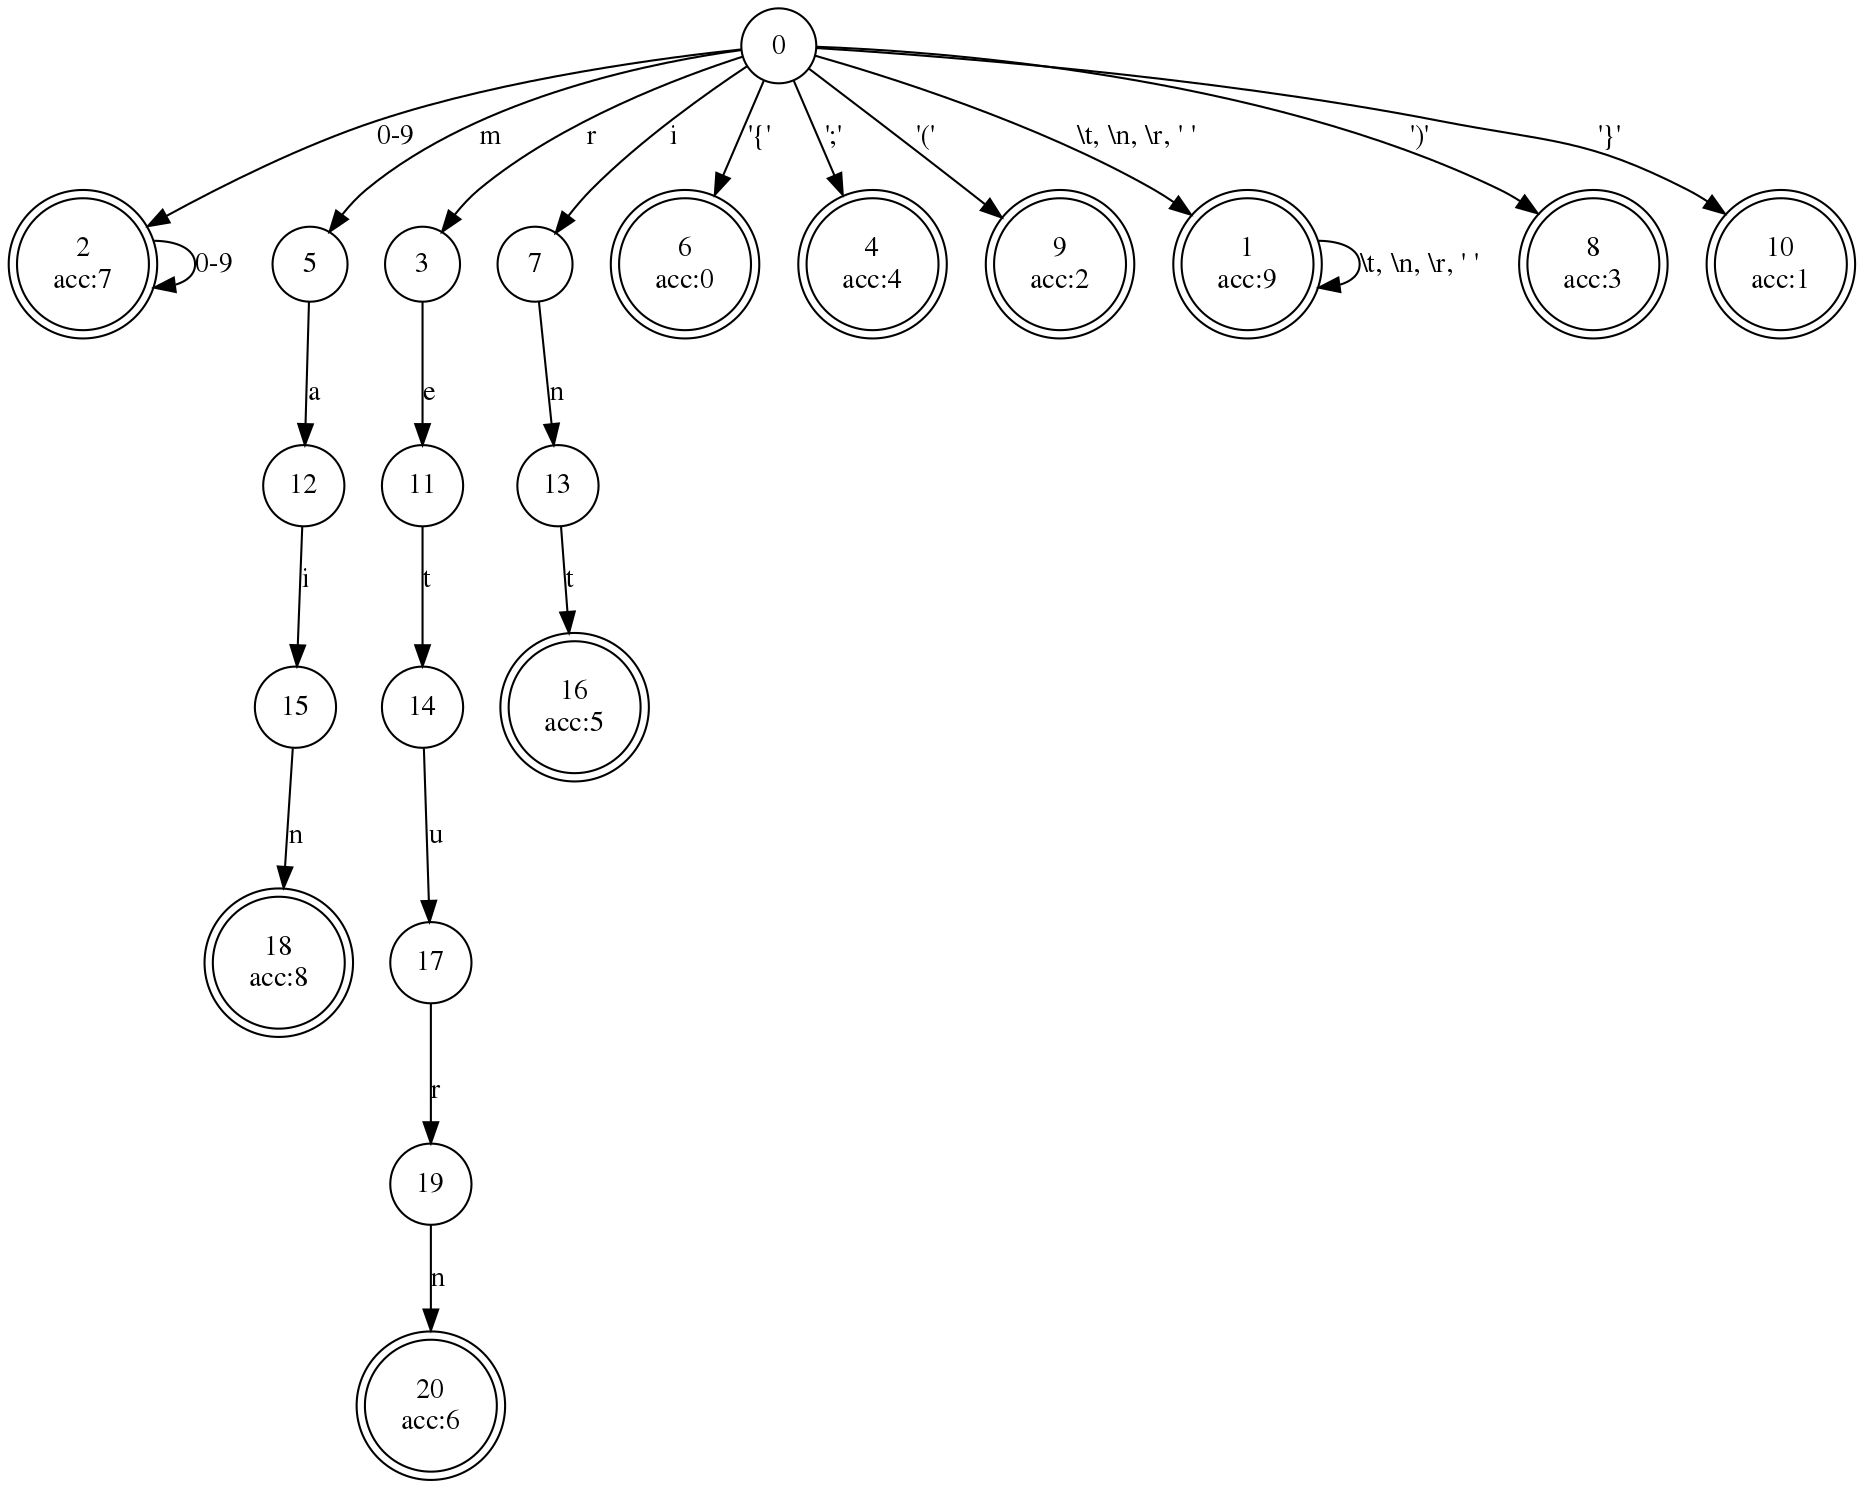 0
0-9
m
r
i
'{'
';'
'('
\t, \n, \r, ' '
')'
'}'
2
acc:7
0-9
5
3
7
6
acc:0
4
acc:4
9
acc:2
1
acc:9
\t, \n, \r, ' '
8
acc:3
10
acc:1
a
e
n
12
11
13
i
t
t
15
14
16
acc:5
n
u
18
acc:8
17
r
19
n
20
acc:6